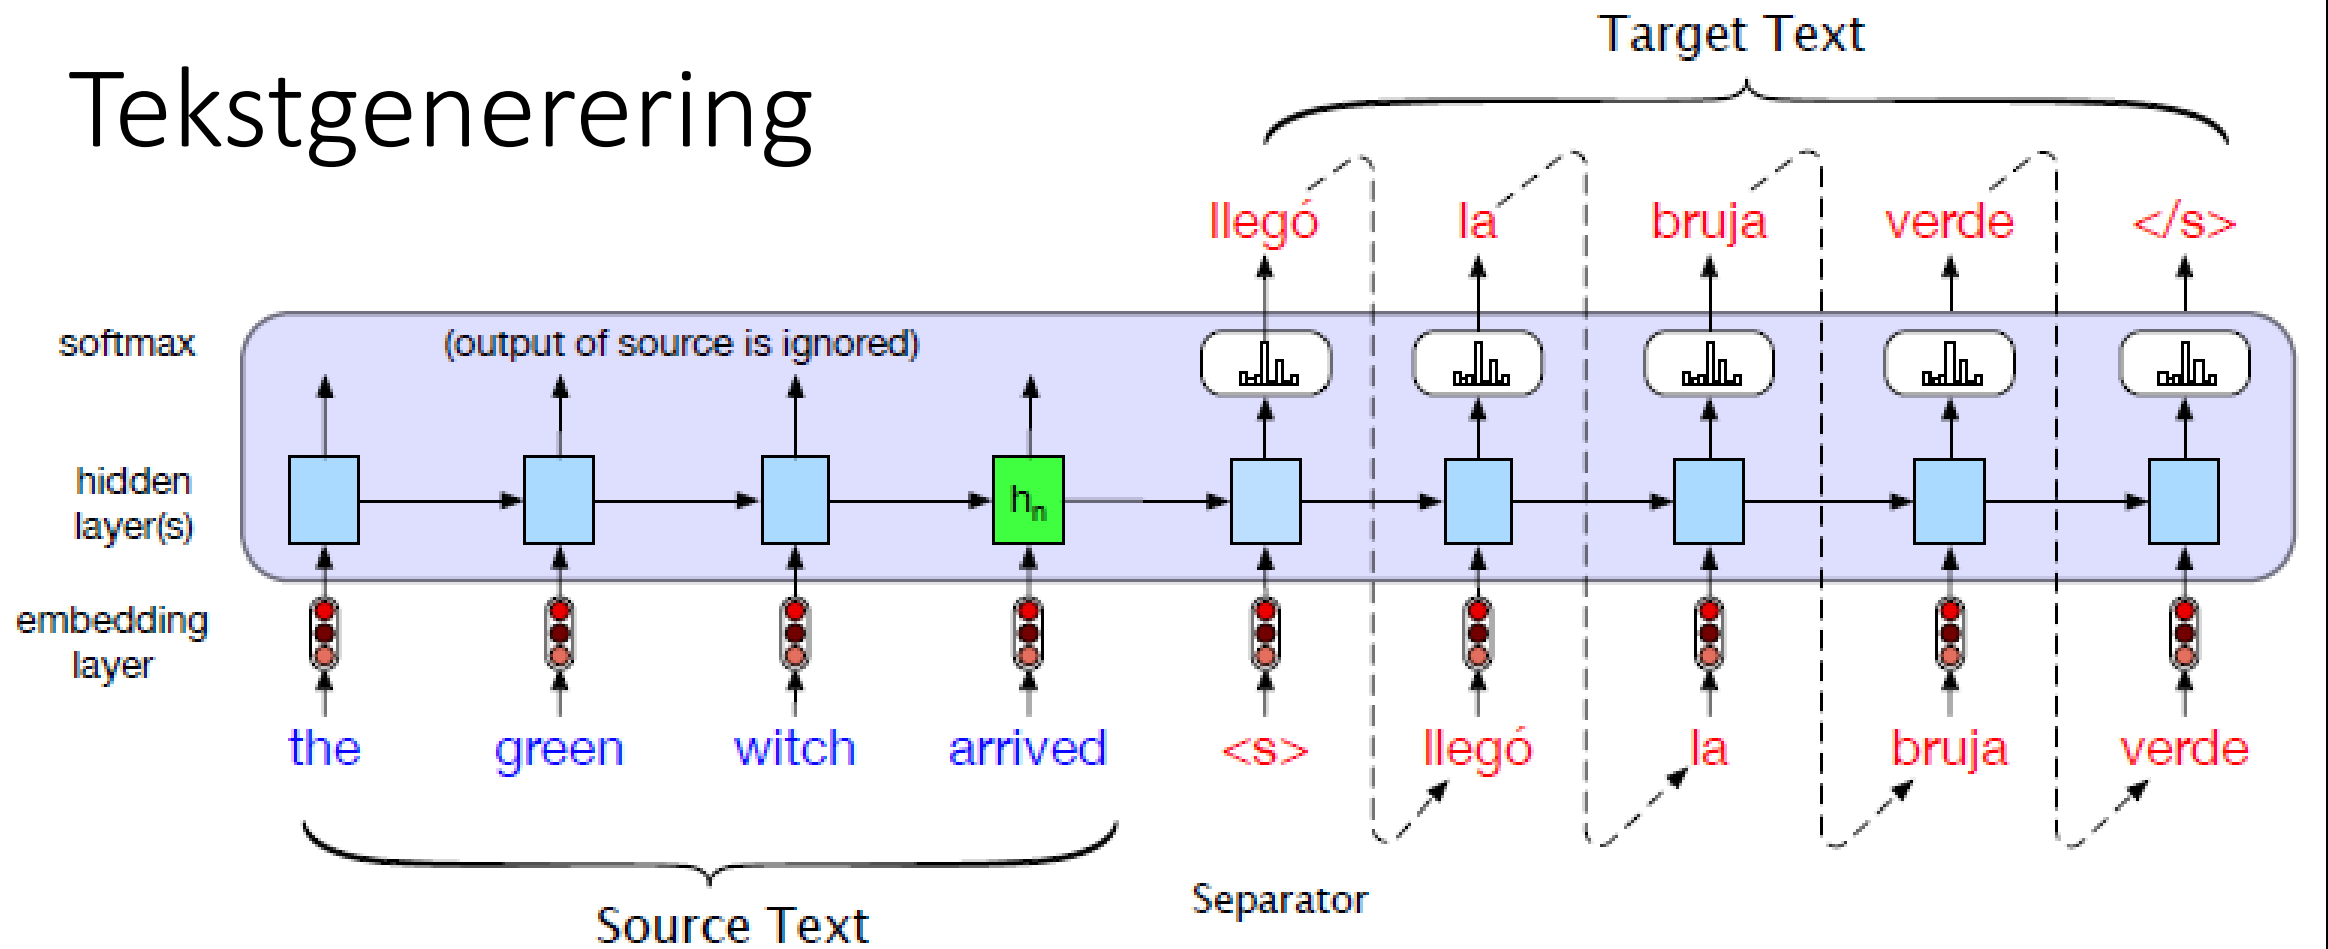 Target Text
Tekstgenerering
llegó la bruja verde </s>
softmax (output of source is ignored)
hidden
layer(s)
hn
embedding
layer
the green witch arrived <s> llegó la bruja verde
Separator
Source Text